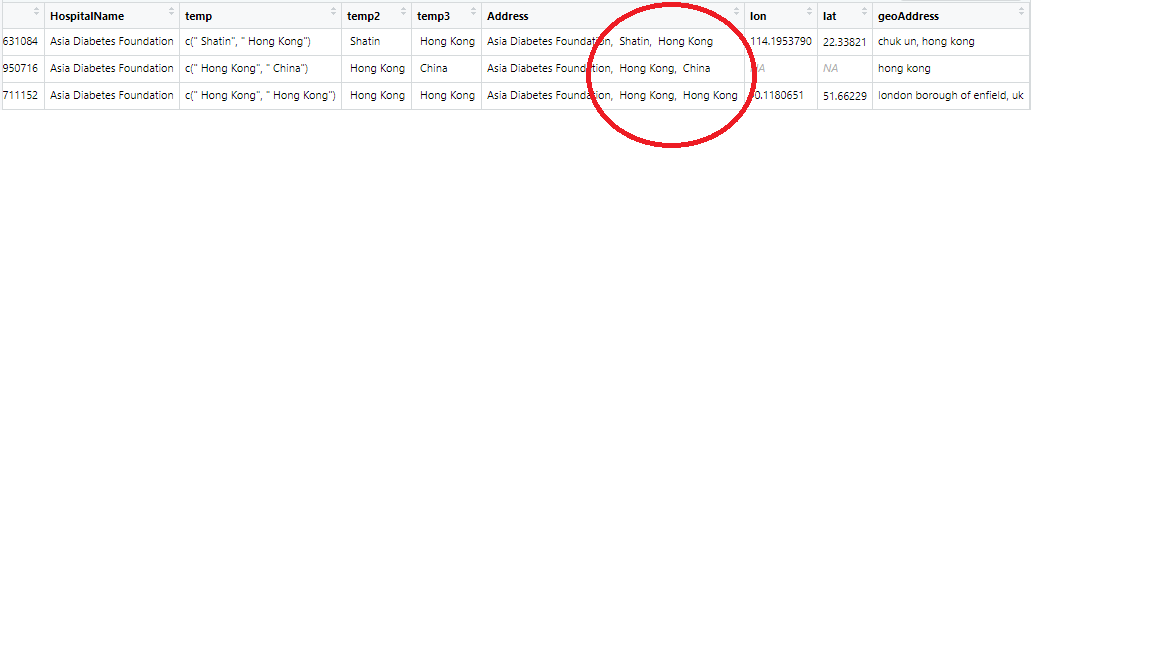 HospitalName temp temp2 temp3 Address lon lat geoAddress
631084 Asia Diabetes Foundation c(" Shatin", " Hong Kong") Shatin Hong Kong Asia Diabetes Foundation,  Shatin,  Hong Kong 114.1953790 22.33821 chuk un, hong kong
950716 Asia Diabetes Foundation c(" Hong Kong", " China") Hong Kong China Asia Diabetes Foundation,  Hong Kong,  China NA NA hong kong
711152 Asia Diabetes Foundation c(" Hong Kong", " Hong Kong") Hong Kong Hong Kong Asia Diabetes Foundation,  Hong Kong,  Hong Kong 51.66229 london borough of enfield, uk